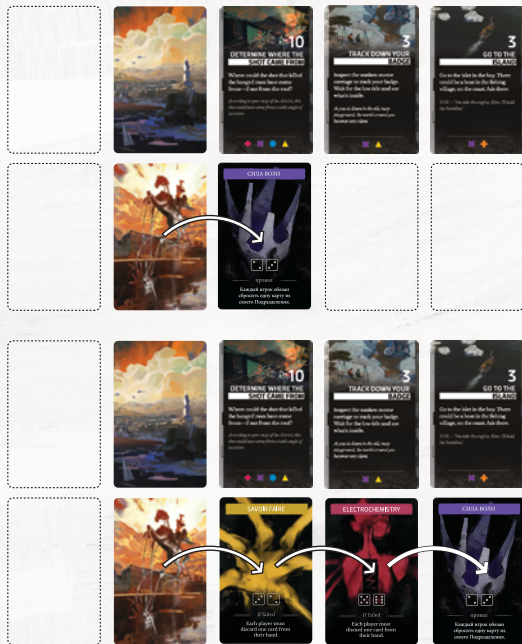 10
DETERMINE WHERE THE
SHOT CAME FROM
Where could the shot that killed
the hanged man have come
from—if not from the roof?
3
TRACK DOWN YOUR
BADGE
Inspect the sunken motor
carriage to track your badge.
Wait for the low tide and see
what's inside.
3
GO TO THE
ISLAND
Go to the islet in the bay. There
could be a boat in the fishing
village, on the coast. Ask there.
СИЛА ВОЛИ
провал
Каждый игрок обязан
сбросить одну карту из
своего Подразделения.
10
DETERMINE WHERE THE
SHOT CAME FROM
Where could the shot that killed
the hanged man have come
from—if not from the roof?
3
TRACK DOWN YOUR
BADGE
Inspect the sunken motor
carriage to track your badge.
Wait for the low tide and see
what's inside.
3
GO TO THE
ISLAND
Go to the islet in the bay. There
could be a boat in the fishing
village, on the coast. Ask there.
SAVOIR FAIRE
If failed
Each player must
discard one card from
their hand.
ELECTROCHEMISTRY
If failed
Each player must
discard one card from
their hand.
СИЛА ВОЛИ
провал
Каждый игрок обязан
сбросить одну карту из
своего Подразделения.